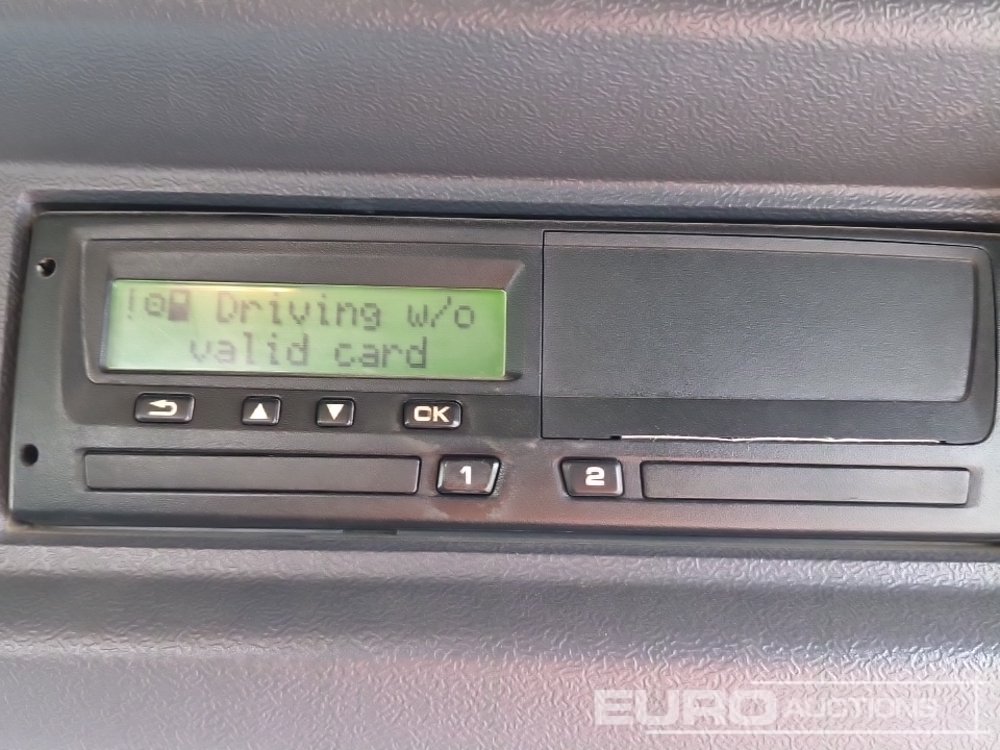 ! Driving w/o
valid card
OK
1 2
EURO AUCTIONS